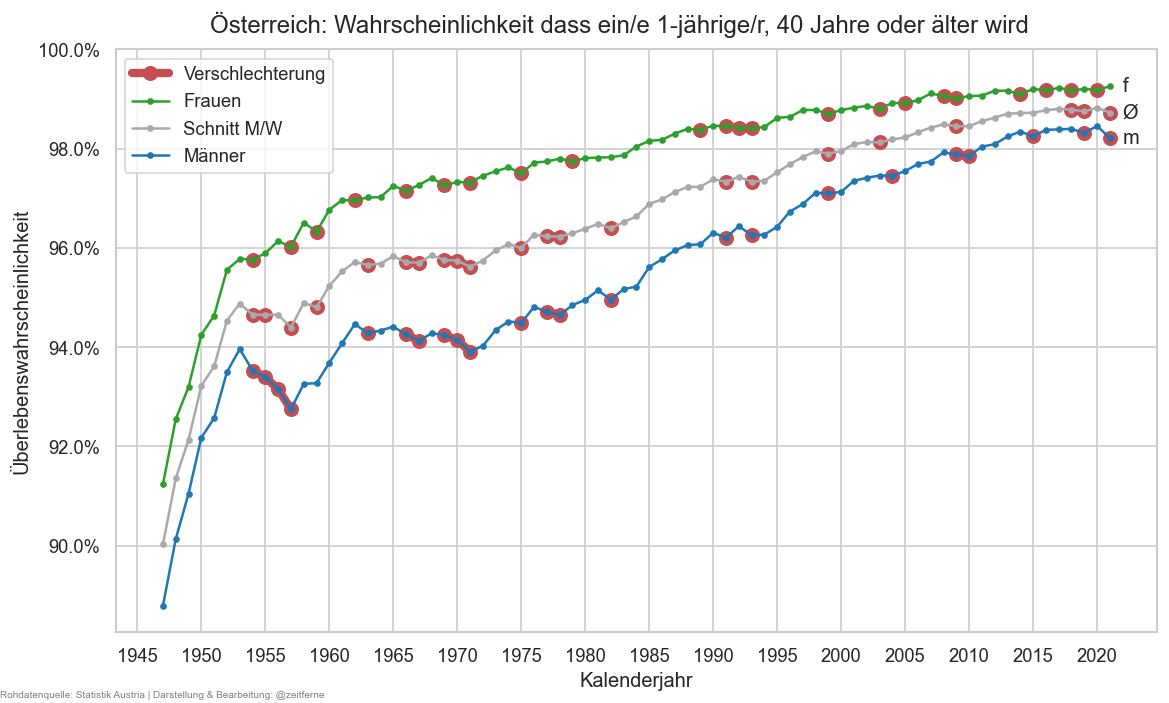 Österreich: Wahrscheinlichkeit dass ein/e 1-jährige/r, 40 Jahre oder älter wird
100.0%
98.0%
96.0%
94.0%
92.0%
90.0%
Überlebenswahrscheinlichkeit
Verschlechterung
Frauen
Schnitt M/W
Männer
f
Ø
m
1945 1950 1955 1960 1965 1970 1975 1980 1985 1990 1995 2000 2005 2010 2015 2020
Kalenderjahr
Rohdatenquelle: Statistik Austria | Darstellung & Bearbeitung: @zeitferne